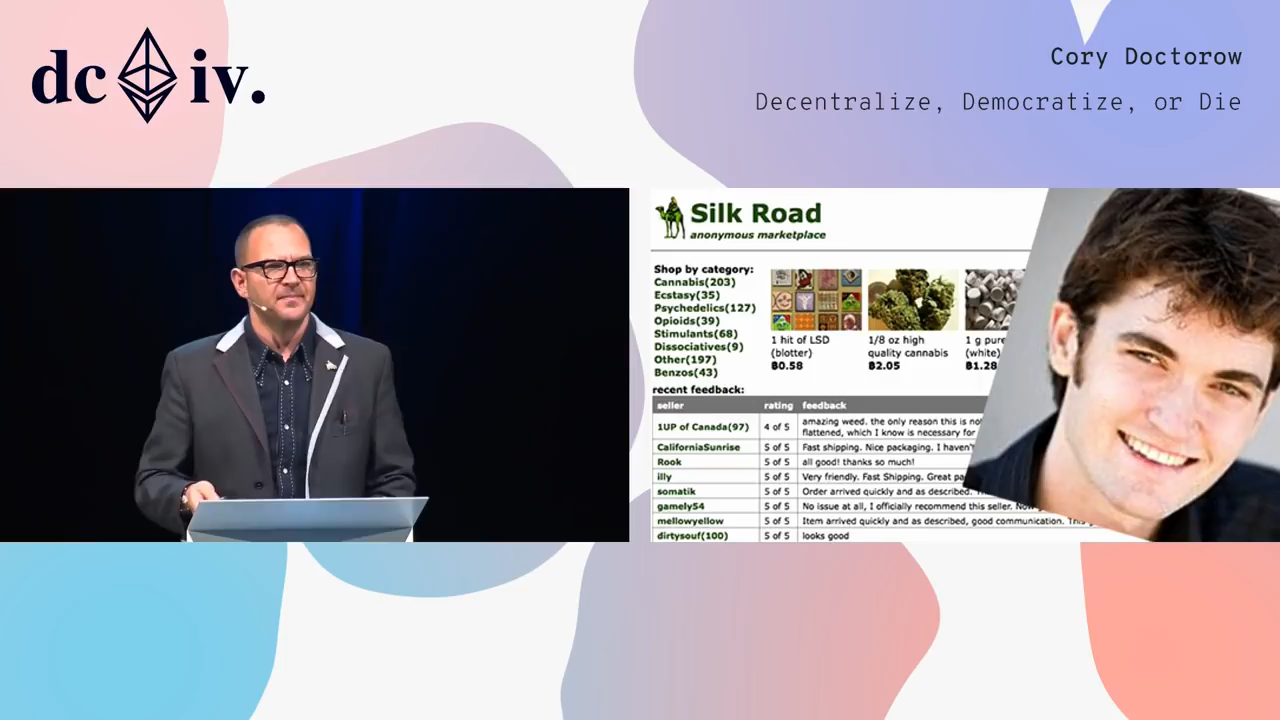 dc iv.
Cory Doctorow
Decentralize, Democratize, or Die
Silk Road
anonymous marketplace
Shop by category:
Cannabis(203)
Ecstasy(35)
Psychedelics(127)
Opioids(39)
Stimulants(68)
Dissociatives(9)
Other(197)
Benzos(43)
1 hit of LSD
(blotter)
฿0.58
1/8 oz high
quality cannabis
฿2.05
1 g pure
(white)
฿1.28
recent feedback:
seller rating feedback
1UP of Canada(97) 4 of 5 amazing weed. the only reason this is
flattened, which I know is necessary for
CaliforniaSunrise 5 of 5 Fast shipping. Nice packaging. I haven't
Rook 5 of 5 all good! thanks so much!
illy 5 of 5 Very friendly. Fast Shipping. Great
somatik 5 of 5 Order arrived quickly and as described.
gamely54 5 of 5 No issue at all, I officially recommend this seller.
mellowyellow 5 of 5 Item arrived quickly and as described, good communication.
dirtysouf(100) 5 of 5 looks good